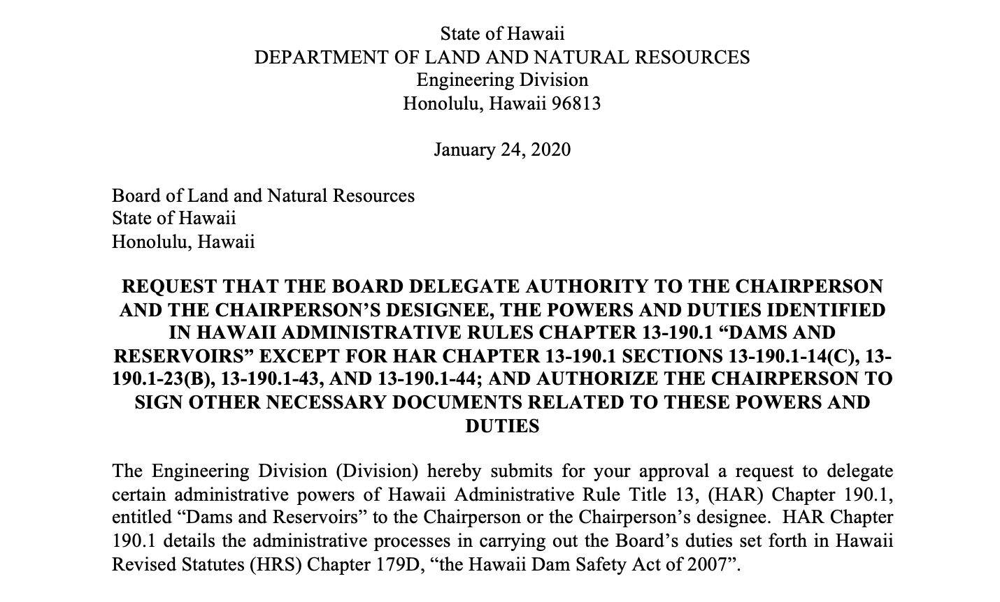 State of Hawaii
DEPARTMENT OF LAND AND NATURAL RESOURCES
Engineering Division
Honolulu, Hawaii 96813
January 24, 2020
Board of Land and Natural Resources
State of Hawaii
Honolulu, Hawaii
REQUEST THAT THE BOARD DELEGATE AUTHORITY TO THE CHAIRPERSON
AND THE CHAIRPERSON’S DESIGNEE, THE POWERS AND DUTIES IDENTIFIED
IN HAWAII ADMINISTRATIVE RULES CHAPTER 13-190.1 “DAMS AND
RESERVOIRS” EXCEPT FOR HAR CHAPTER 13-190.1 SECTIONS 13-190.1-14(C), 13-
190.1-23(B), 13-190.1-43, AND 13-190.1-44; AND AUTHORIZE THE CHAIRPERSON TO
SIGN OTHER NECESSARY DOCUMENTS RELATED TO THESE POWERS AND
DUTIES
The Engineering Division (Division) hereby submits for your approval a request to delegate
certain administrative powers of Hawaii Administrative Rule Title 13, (HAR) Chapter 190.1,
entitled “Dams and Reservoirs” to the Chairperson or the Chairperson’s designee.  HAR Chapter
190.1 details the administrative processes in carrying out the Board’s duties set forth in Hawaii
Revised Statutes (HRS) Chapter 179D, “the Hawaii Dam Safety Act of 2007”.